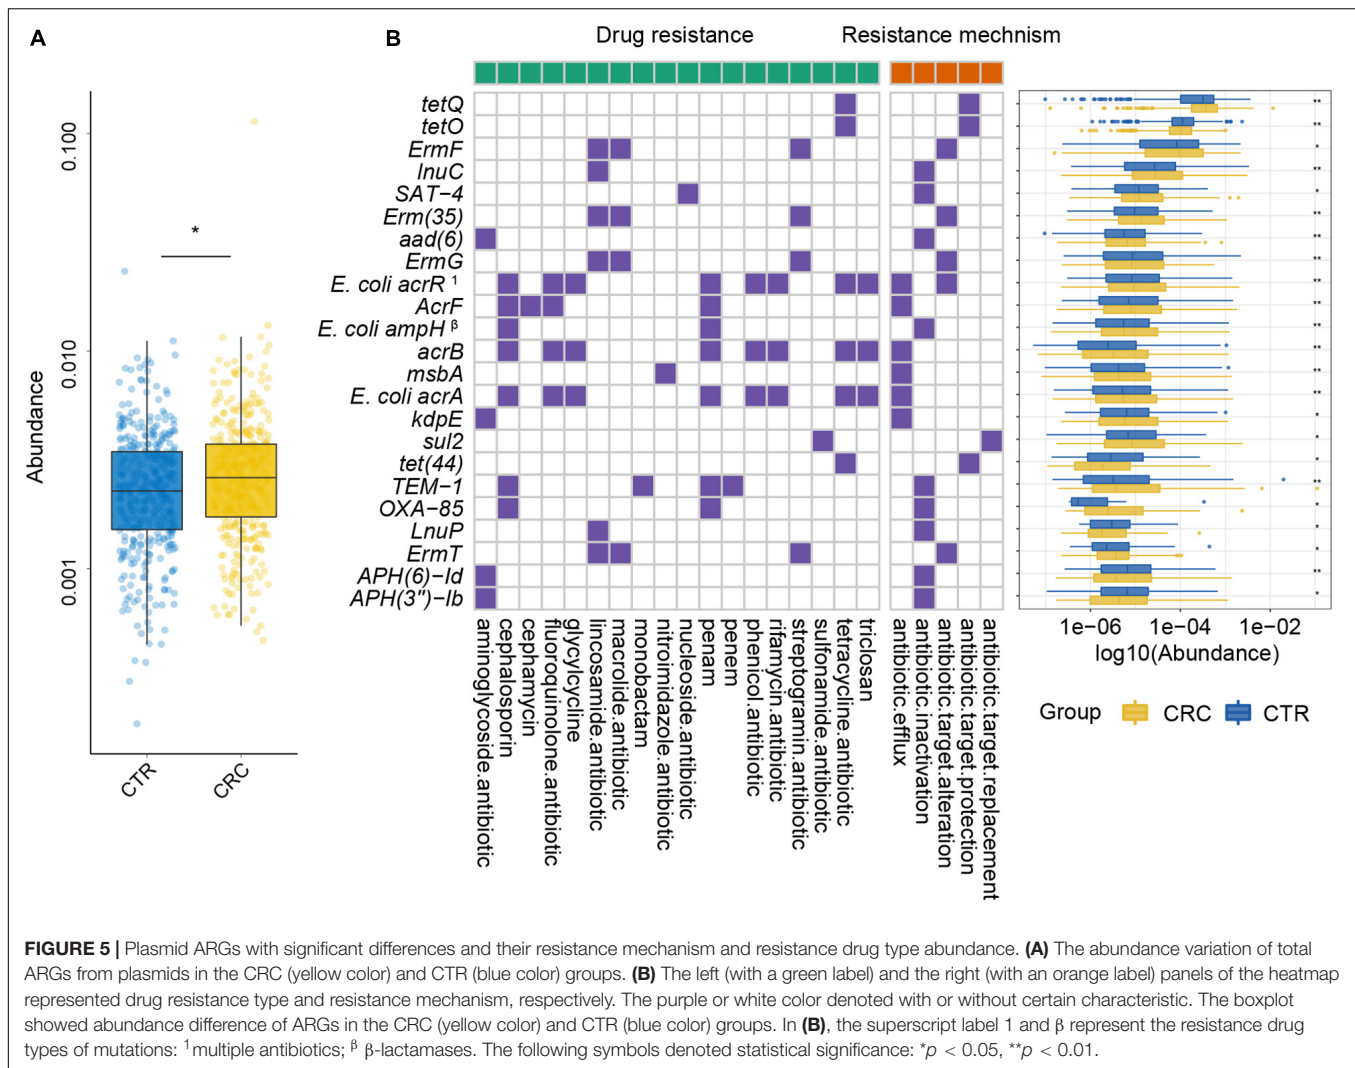 A
B
Drug resistance
Resistance mechnism
Abundance
0.100
0.010
0.001
*
CTR
CRC
tetQ
tetO
ErmF
lnuC
SAT−4
Erm(35)
aad(6)
ErmG
E. coli acrR ¹
AcrF
E. coli ampH ᵝ
acrB
msbA
E. coli acrA
kdpE
sul2
tet(44)
TEM−1
OXA−85
LnuP
ErmT
APH(6)−Id
APH(3")−Ib
aminoglycoside.antibiotic
cephalosporin
cephamycin
fluoroquinolone.antibiotic
glycylcycline
lincosamide.antibiotic
macrolide.antibiotic
monobactam
nitroimidazole.antibiotic
nucleoside.antibiotic
penam
penem
phenicol.antibiotic
rifamycin.antibiotic
streptogramin.antibiotic
sulfonamide.antibiotic
tetracycline.antibiotic
triclosan
antibiotic.efflux
antibiotic.inactivation
antibiotic.target.alteration
antibiotic.target.protection
antibiotic.target.replacement
**
**
*
**
*
**
**
**
**
**
**
**
**
**
*
*
*
**
*
*
*
**
*
1e−06 1e−04 1e−02
log10(Abundance)
Group CRC CTR
FIGURE 5 | Plasmid ARGs with significant differences and their resistance mechanism and resistance drug type abundance. (A) The abundance variation of total
ARGs from plasmids in the CRC (yellow color) and CTR (blue color) groups. (B) The left (with a green label) and the right (with an orange label) panels of the heatmap
represented drug resistance type and resistance mechanism, respectively. The purple or white color denoted with or without certain characteristic. The boxplot
showed abundance difference of ARGs in the CRC (yellow color) and CTR (blue color) groups. In (B), the superscript label 1 and β represent the resistance drug
types of mutations: ¹multiple antibiotics; ᵝ β-lactamases. The following symbols denoted statistical significance: *p < 0.05, **p < 0.01.